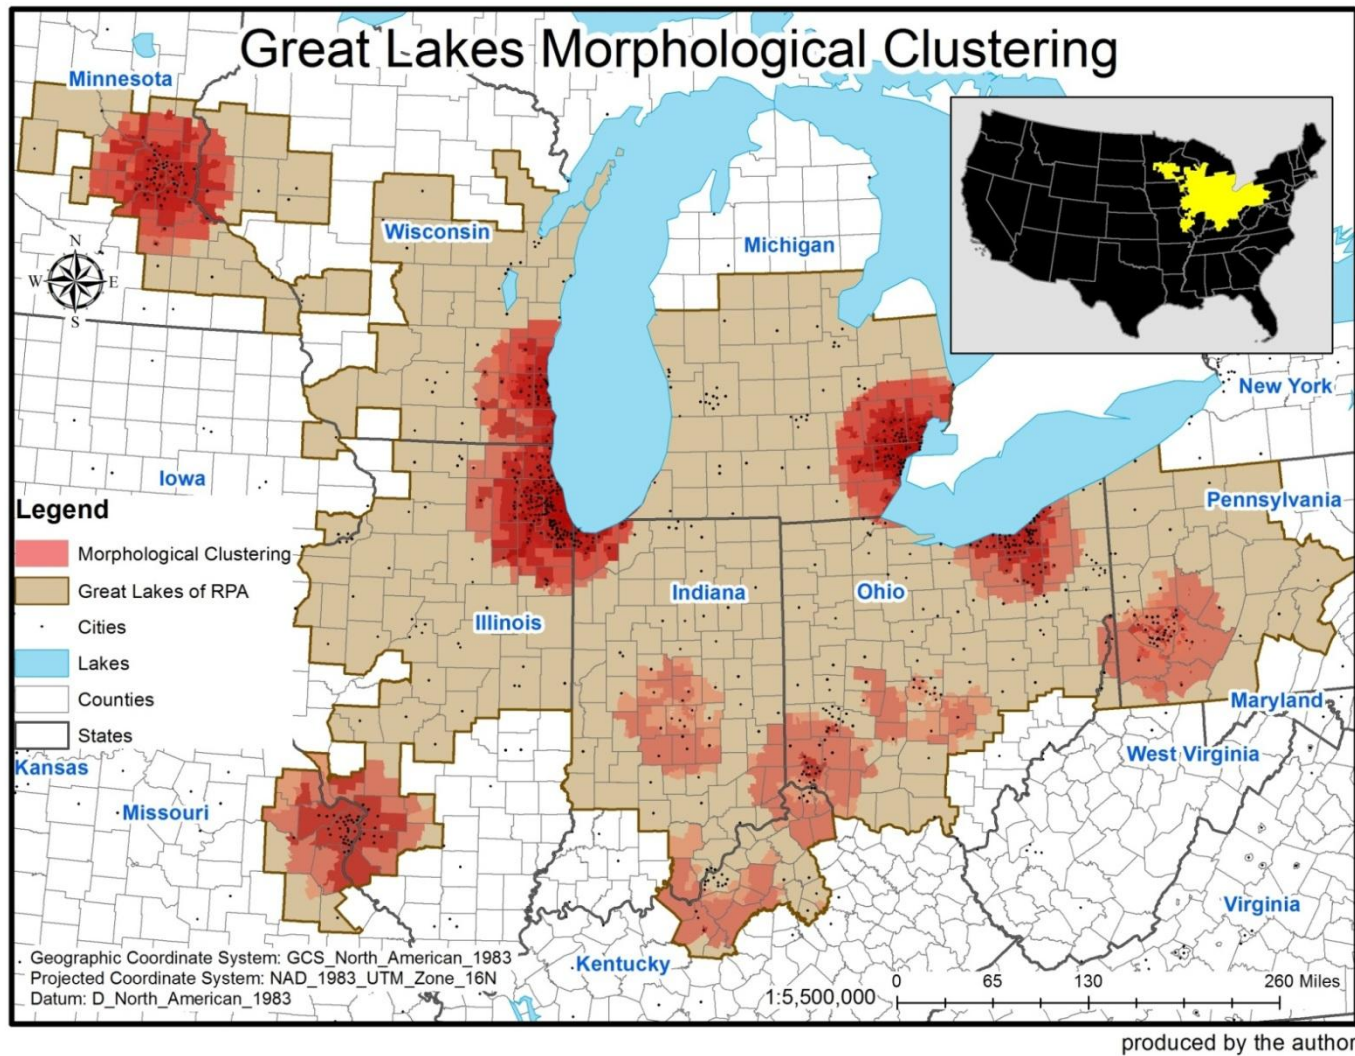 Great Lakes Morphological Clustering
Minnesota
Wisconsin
Michigan
N
W E
S
New York
Iowa
Pennsylvania
Legend
Morphological Clustering
Great Lakes of RPA
Cities
Lakes
Counties
States
Indiana
Ohio
Illinois
Maryland
West Virginia
Kansas
Missouri
Virginia
Kentucky
Geographic Coordinate System: GCS_North_American_1983
Projected Coordinate System: NAD_1983_UTM_Zone_16N
Datum: D_North_American_1983
1:5,500,000
0 65 130 260 Miles
produced by the author